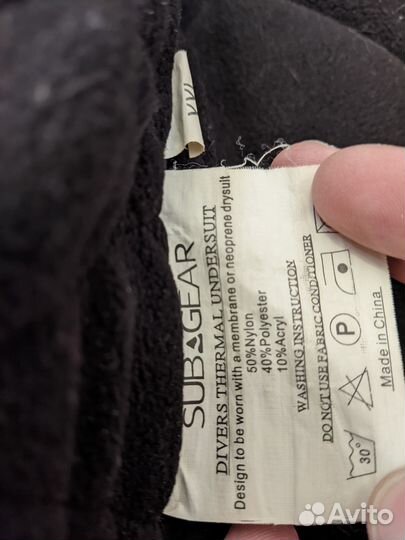 XXL
SUBGEAR
DIVERS THERMAL UNDERSUIT
Design to be worn with a membrane or neoprene drysuit
50%Nylon
40%Polyester
10%Acryl
WASHING INSTRUCTION
DO NOT USE FABRIC CONDITIONER
30°
P
Made in China
Avito